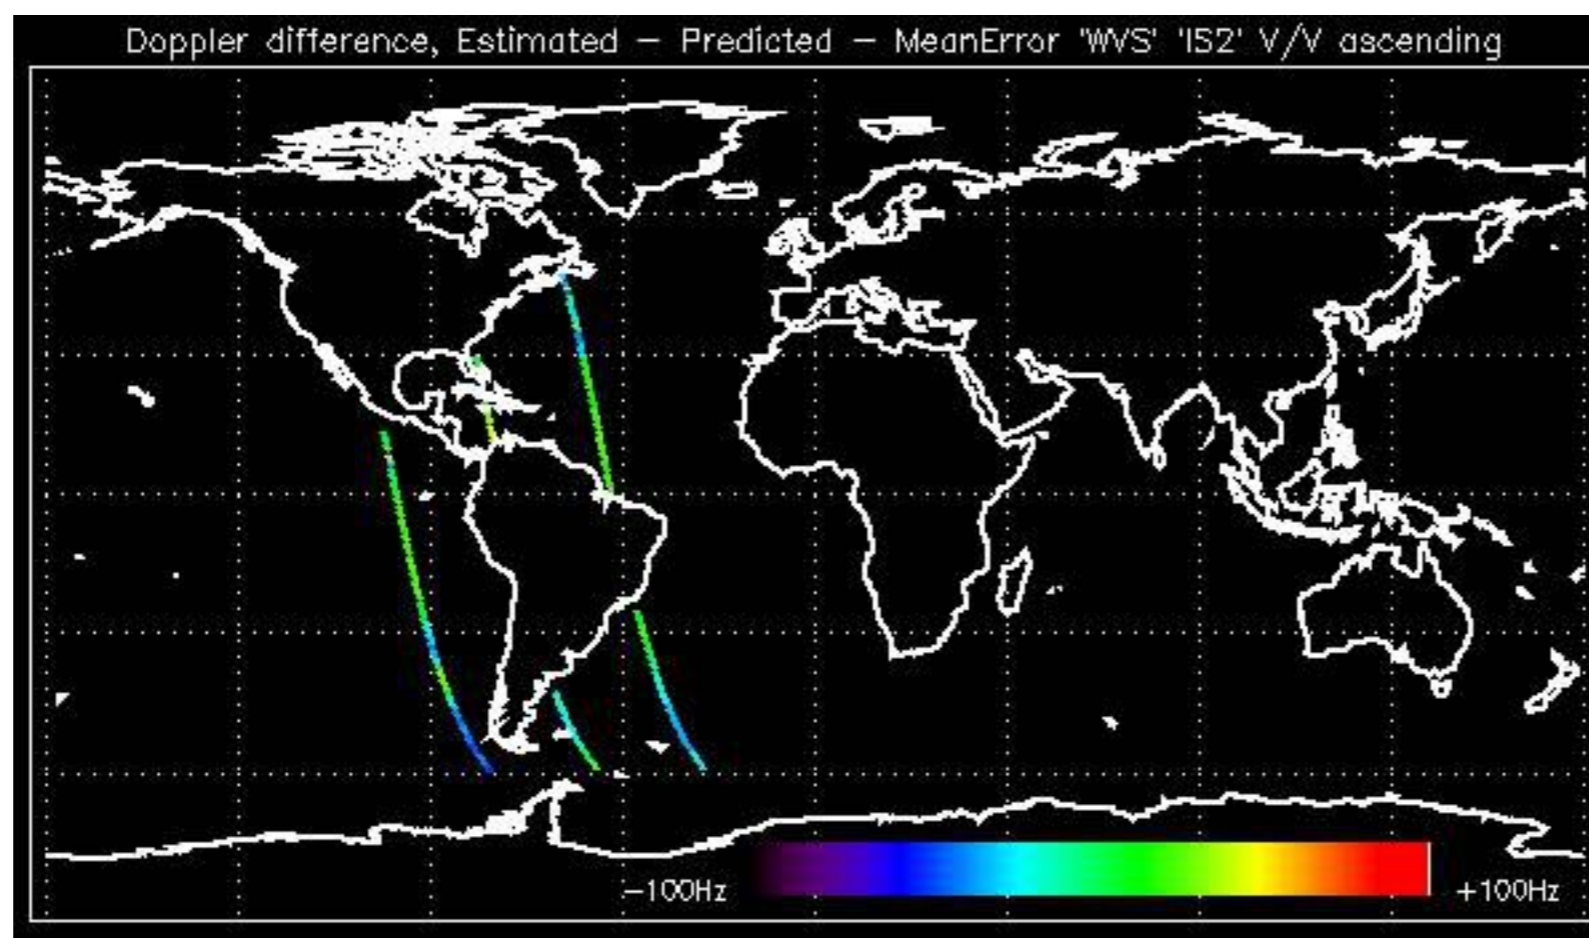 Doppler difference, Estimated – Predicted – MeanError 'WVS' 'IS2' V/V ascending
–100Hz
+100Hz